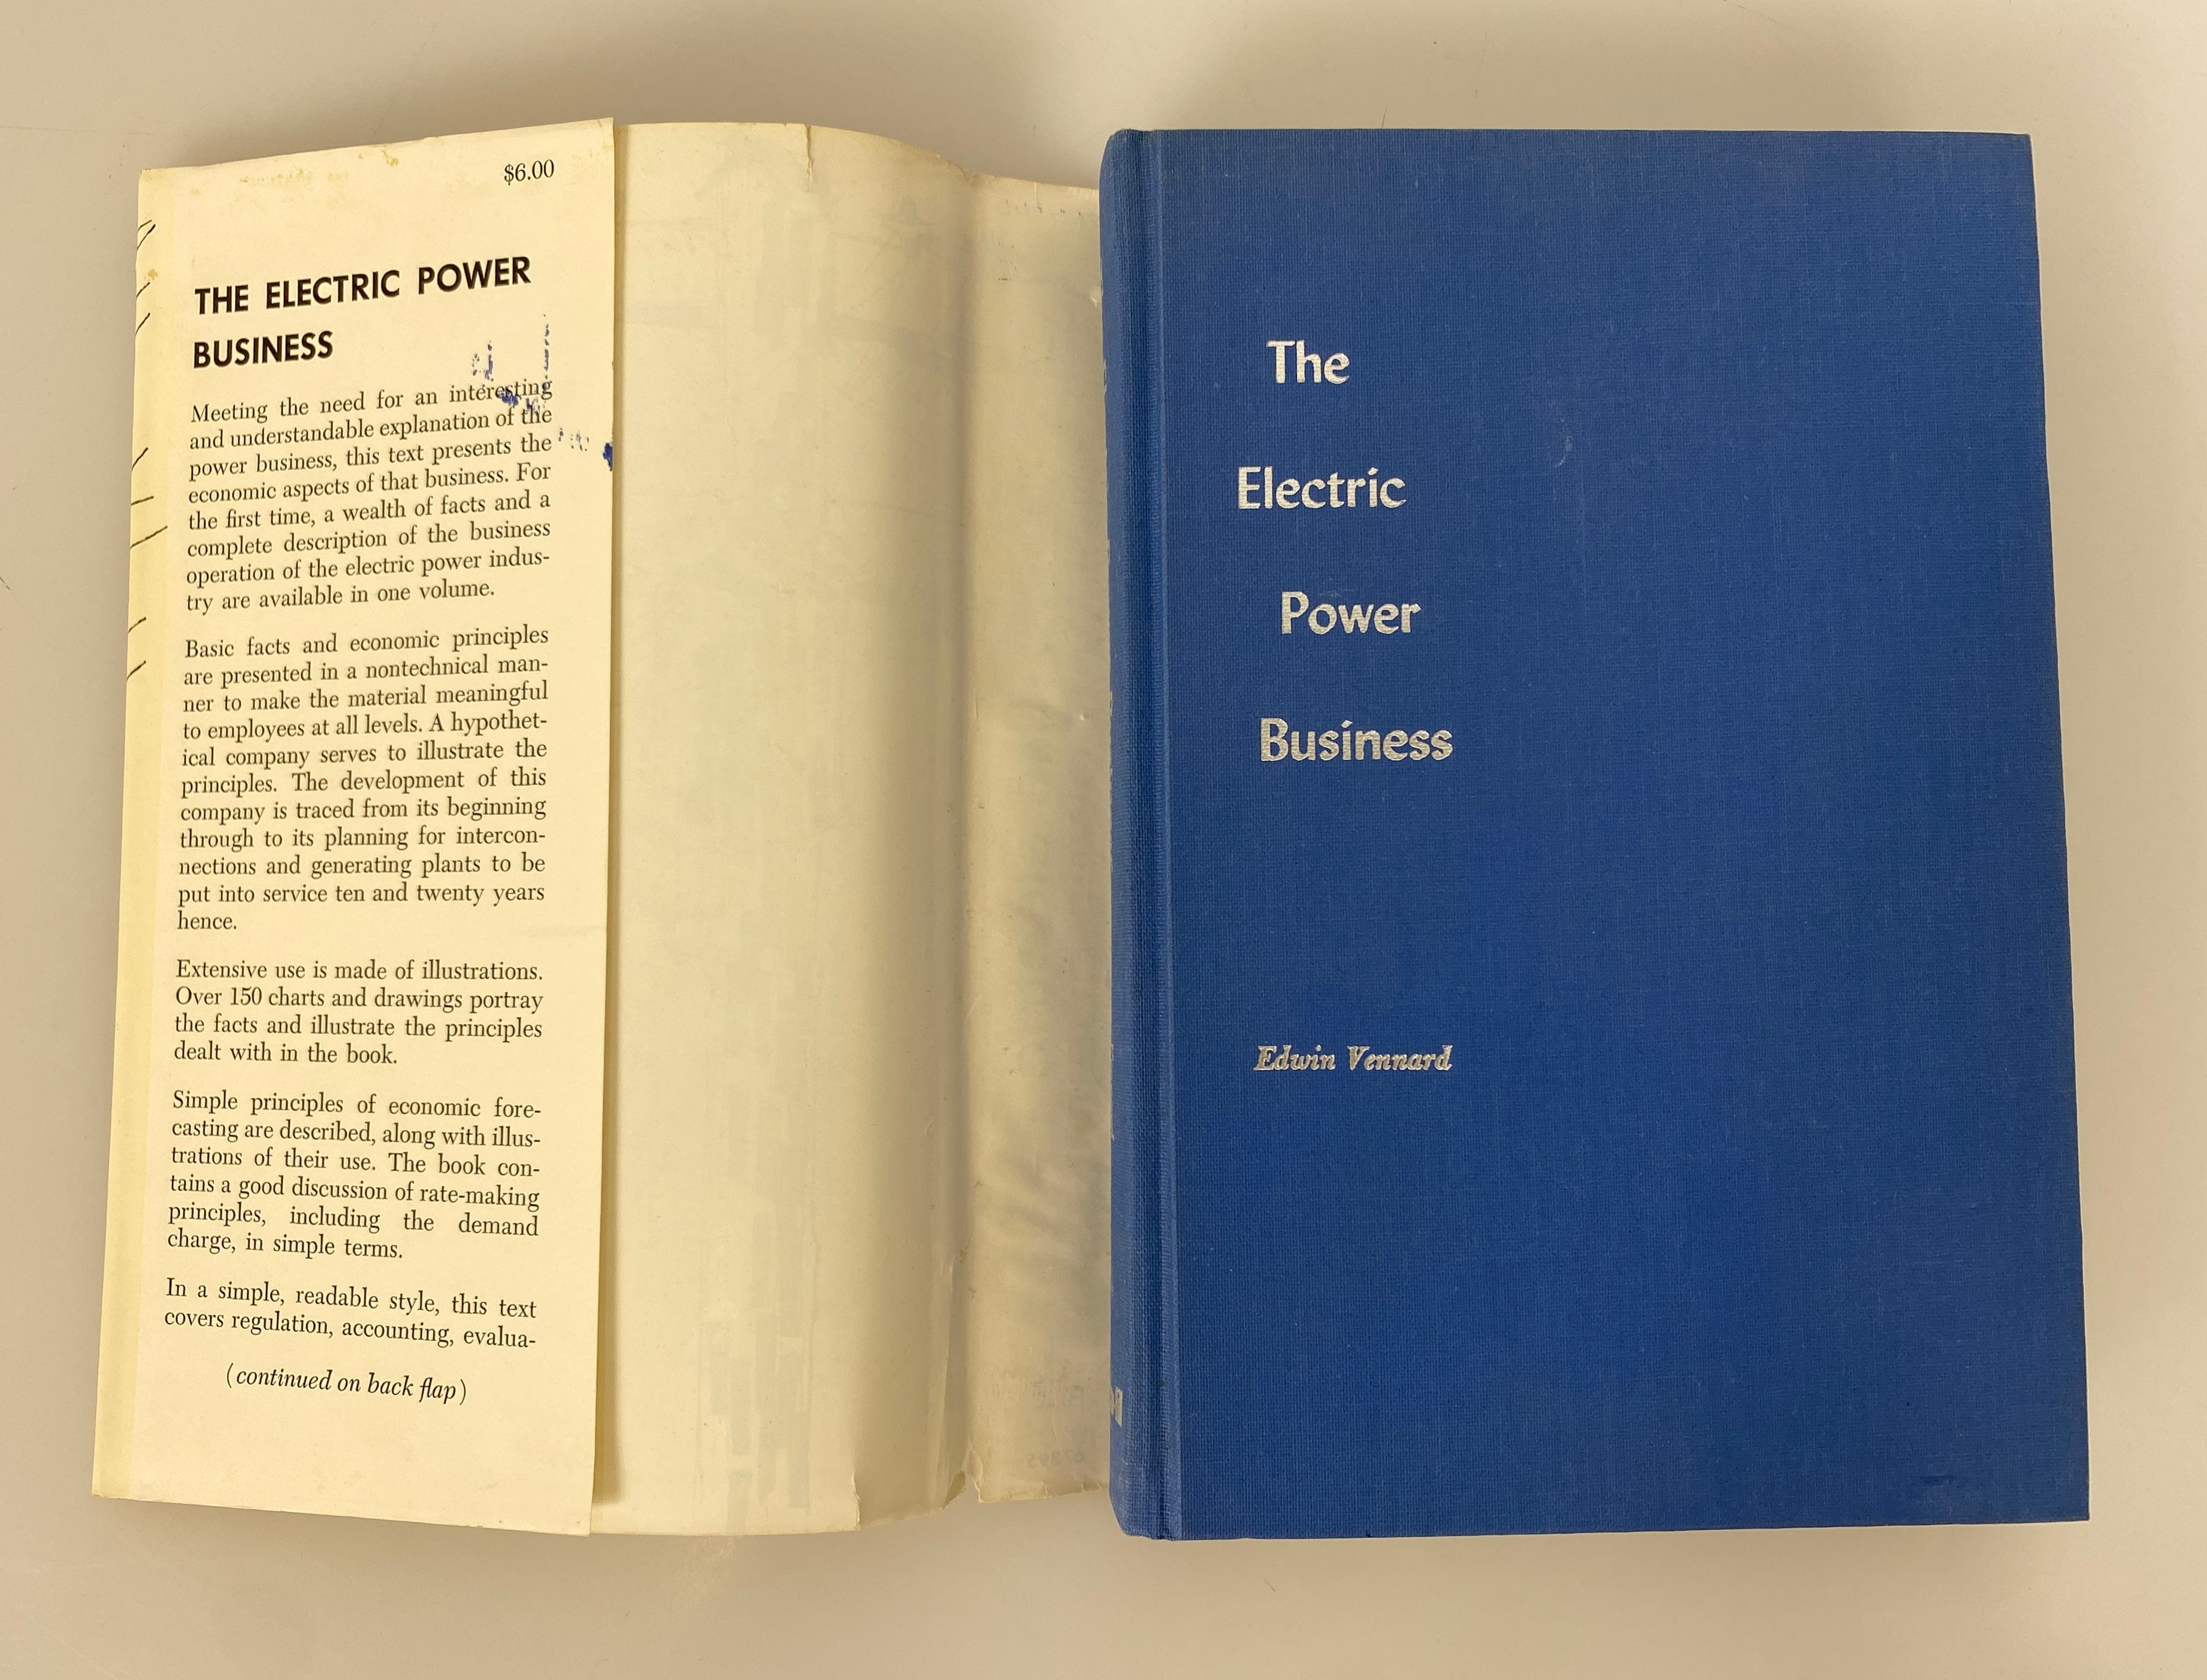 $6.00
THE ELECTRIC POWER
BUSINESS
Meeting the need for an interesting
and understandable explanation of the
power business, this text presents the
economic aspects of that business. For
the first time, a wealth of facts and a
complete description of the business
operation of the electric power indus-
try are available in one volume.
Basic facts and economic principles
are presented in a nontechnical man-
ner to make the material meaningful
to employees at all levels. A hypothet-
ical company serves to illustrate the
principles. The development of this
company is traced from its beginning
through to its planning for intercon-
nections and generating plants to be
put into service ten and twenty years
hence.
Extensive use is made of illustrations.
Over 150 charts and drawings portray
the facts and illustrate the principles
dealt with in the book.
Simple principles of economic fore-
casting are described, along with illus-
trations of their use. The book con-
tains a good discussion of rate-making
principles, including the demand
charge, in simple terms.
In a simple, readable style, this text
covers regulation, accounting, evalua-
(continued on back flap)
The
Electric
Power
Business
Edwin Vennard